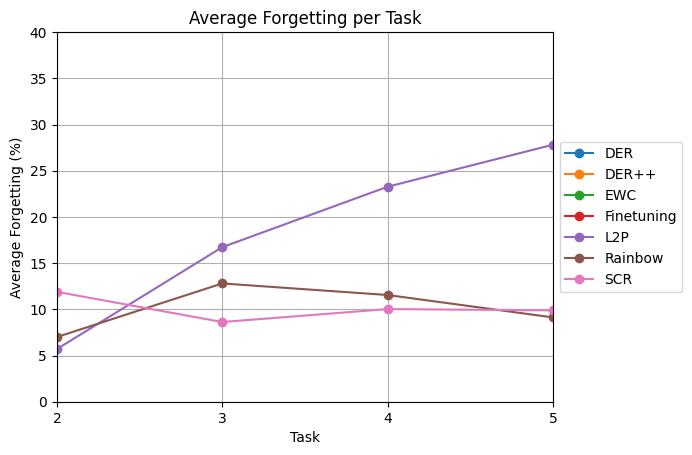 Average Forgetting per Task
Average Forgetting (%)
40
35
30
25
20
15
10
5
0
2
3
4
5
Task
DER
DER++
EWC
Finetuning
L2P
Rainbow
SCR